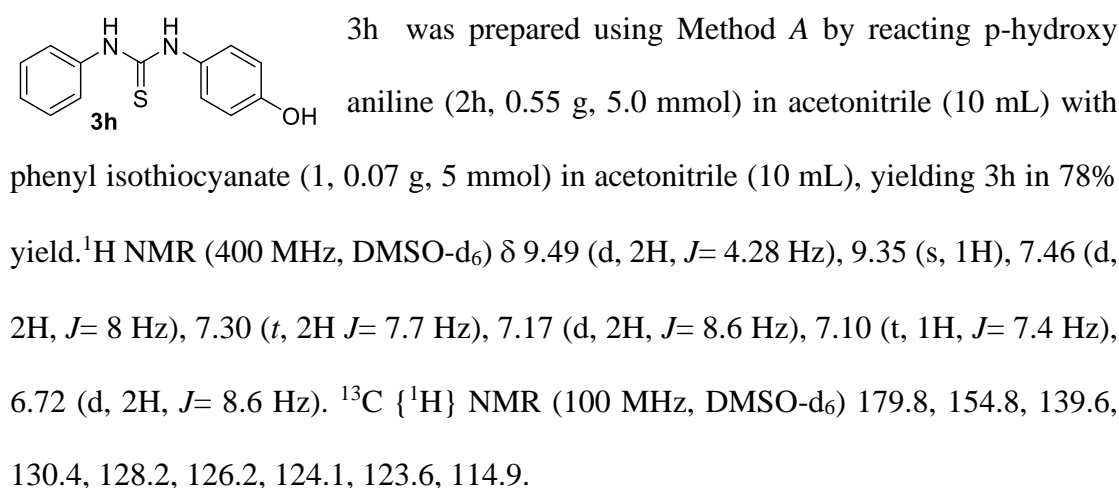 H
N
H
N
S
OH
3h
3h was prepared using Method A by reacting p-hydroxy
aniline (2h, 0.55 g, 5.0 mmol) in acetonitrile (10 mL) with
phenyl isothiocyanate (1, 0.07 g, 5 mmol) in acetonitrile (10 mL), yielding 3h in 78%
yield.¹H NMR (400 MHz, DMSO-d₆) δ 9.49 (d, 2H, J= 4.28 Hz), 9.35 (s, 1H), 7.46 (d,
2H, J= 8 Hz), 7.30 (t, 2H J= 7.7 Hz), 7.17 (d, 2H, J= 8.6 Hz), 7.10 (t, 1H, J= 7.4 Hz),
6.72 (d, 2H, J= 8.6 Hz). ¹³C {¹H} NMR (100 MHz, DMSO-d₆) 179.8, 154.8, 139.6,
130.4, 128.2, 126.2, 124.1, 123.6, 114.9.